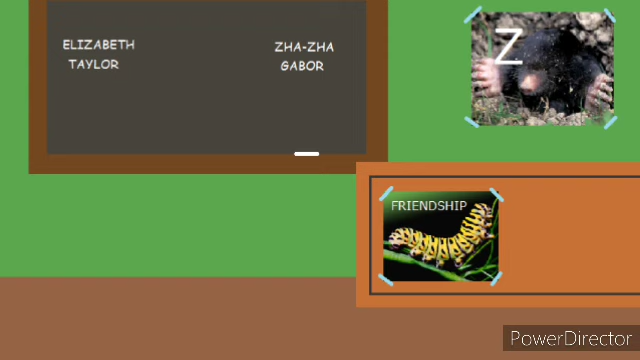 ELIZABETH
TAYLOR
ZHA-ZHA
GABOR
Z
FRIENDSHIP
PowerDirector